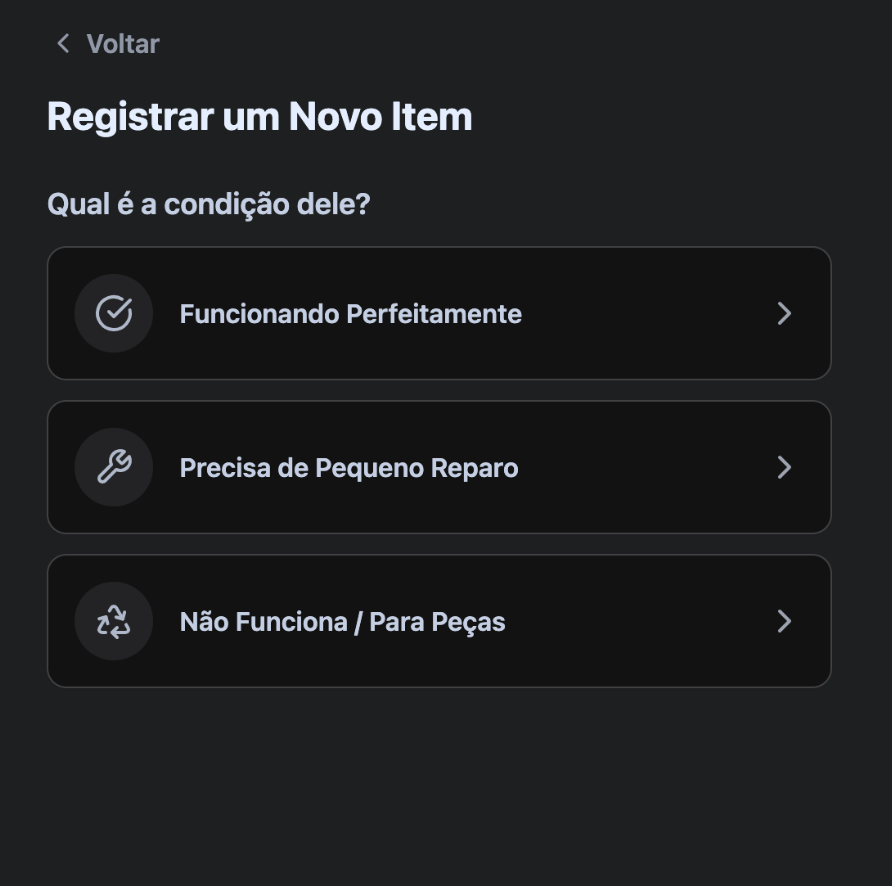 Voltar
Registrar um Novo Item
Qual é a condição dele?
Funcionando Perfeitamente
Precisa de Pequeno Reparo
Não Funciona / Para Peças